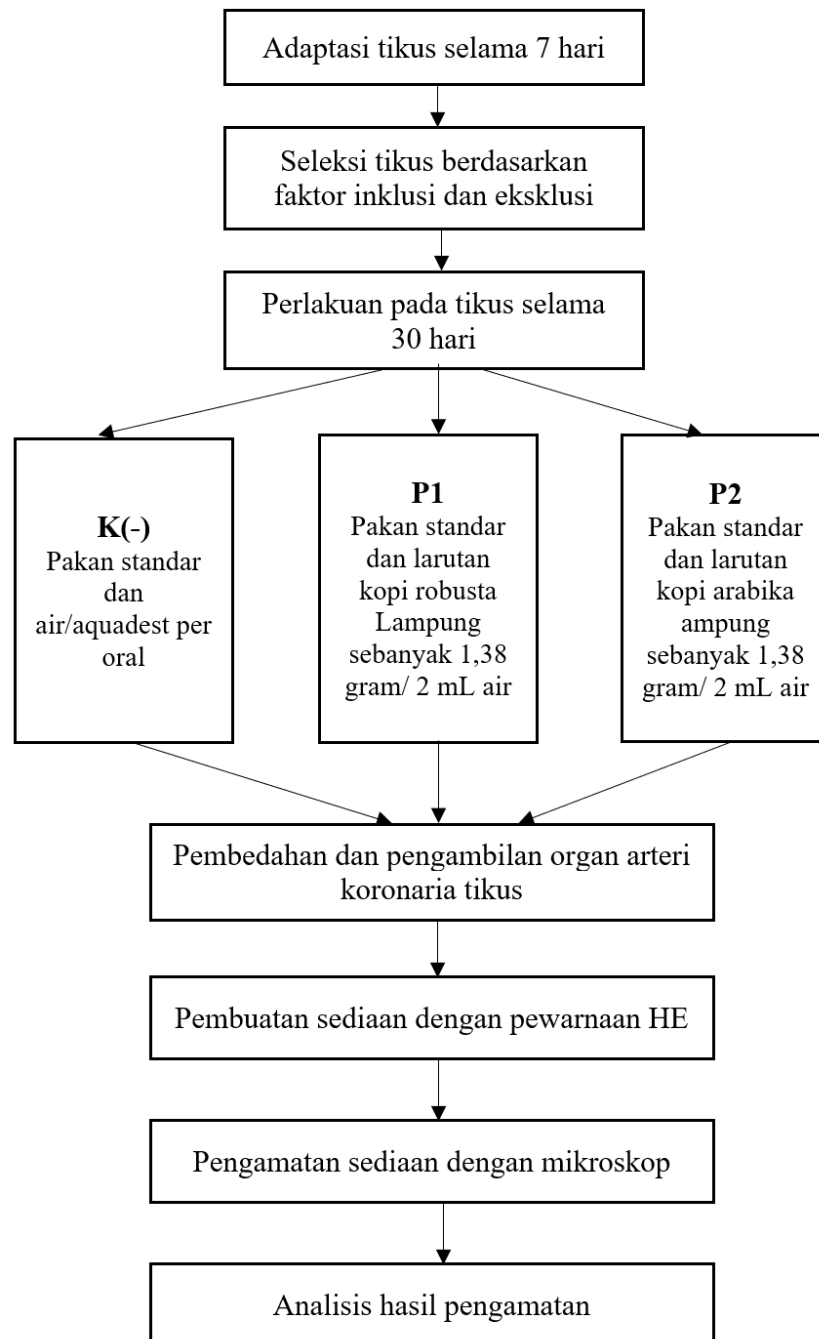 Adaptasi tikus selama 7 hari
Seleksi tikus berdasarkan
faktor inklusi dan eksklusi
Perlakuan pada tikus selama
30 hari
K(-)
Pakan standar
dan
air/aquadest per
oral
P1
Pakan standar
dan larutan
kopi robusta
Lampung
sebanyak 1,38
gram/ 2 mL air
P2
Pakan standar
dan larutan
kopi arabika
ampung
sebanyak 1,38
gram/ 2 mL air
Pembedahan dan pengambilan organ arteri
koronaria tikus
Pembuatan sediaan dengan pewarnaan HE
Pengamatan sediaan dengan mikroskop
Analisis hasil pengamatan